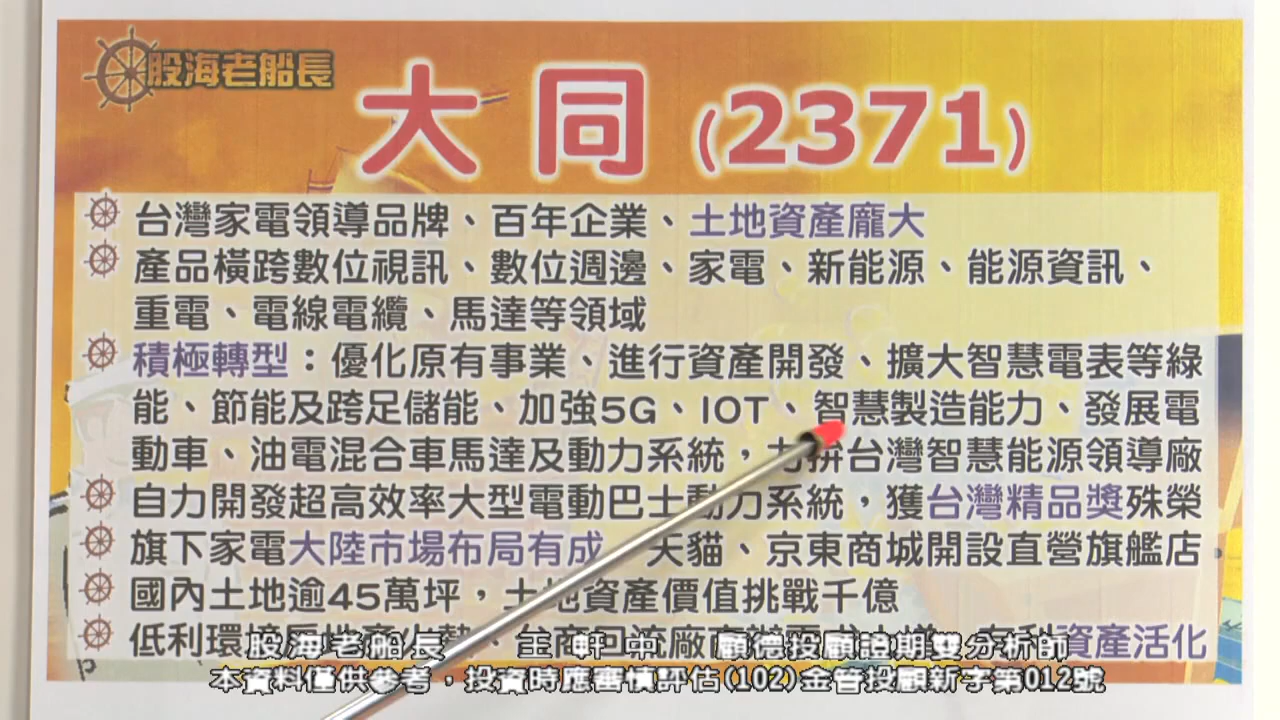 股海老船長
大同(2371)
台灣家電領導品牌、百年企業、土地資產龐大
產品橫跨數位視訊、數位週邊、家電、新能源、能源資訊、
重電、電線電纜、馬達等領域
積極轉型：優化原有事業、進行資產開發、擴大智慧電表等綠
能、節能及跨足儲能、加強5G、IOT、智慧製造能力、發展電
動車、油電混合車馬達及動力系統，力拼台灣智慧能源領導廠
自力開發超高效率大型電動巴士動力系統，獲台灣精品獎殊榮
旗下家電大陸市場布局有成 天貓、京東商城開設直營旗艦店
國內土地逾45萬坪，土地資產價值挑戰千億
低利環境 資產活化
股海老船長 王軒中 顧德投顧證期雙分析師
本資料僅供參考，投資時應審慎評估(102)金管投顧新字第012號